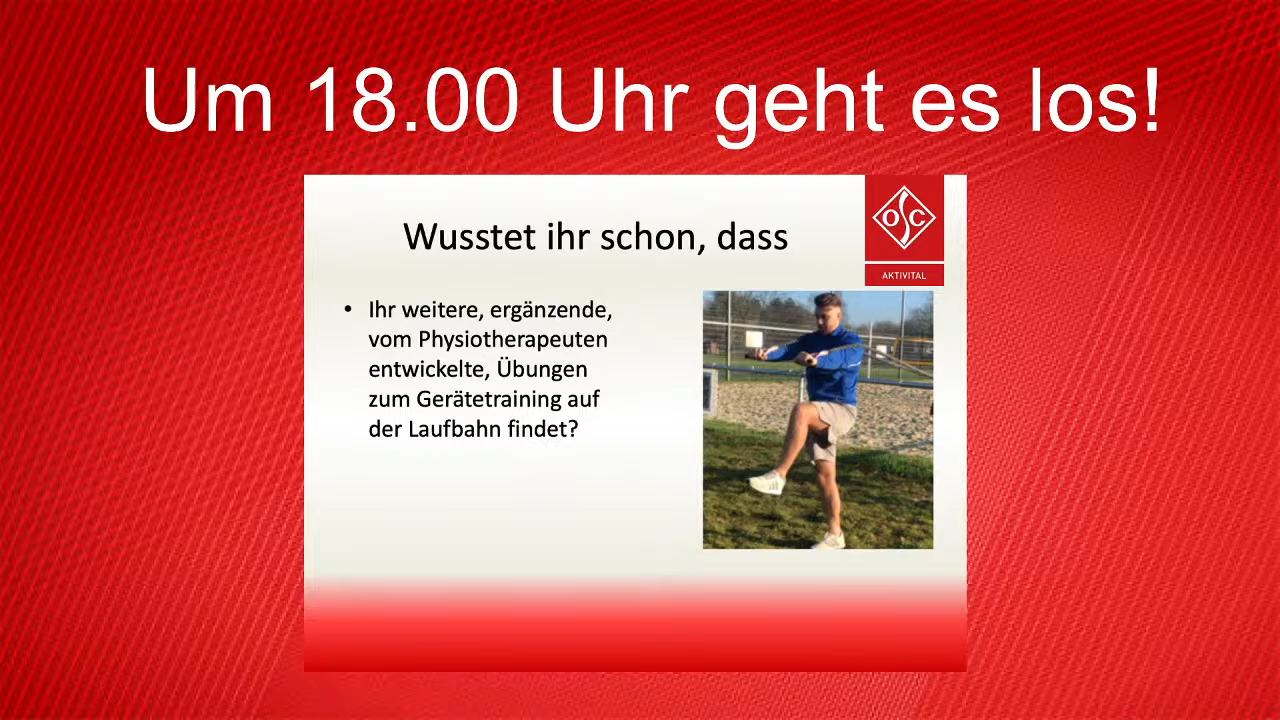 Um 18.00 Uhr geht es los!
Wusstet ihr schon, dass
OSC
AKTIVITAL
• Ihr weitere, ergänzende,
vom Physiotherapeuten
entwickelte, Übungen
zum Gerätetraining auf
der Laufbahn findet?